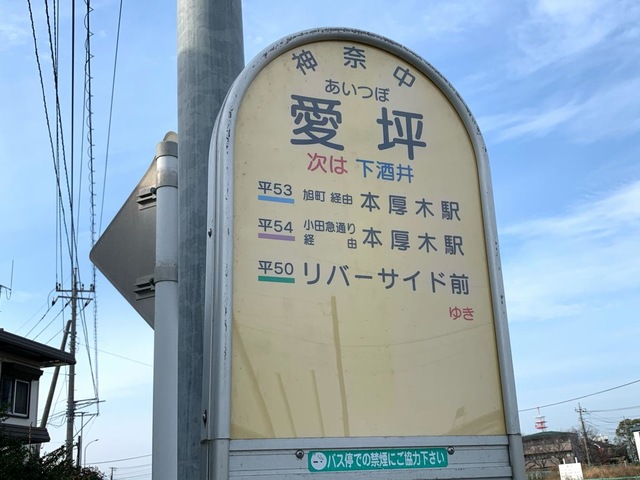 神奈中
あいつぼ
愛坪
次は 下酒井
平53 旭町 経由 本厚木駅
平54 小田急通り 経由 本厚木駅
平50 リバーサイド前
ゆき
バス停での禁煙にご協力下さい